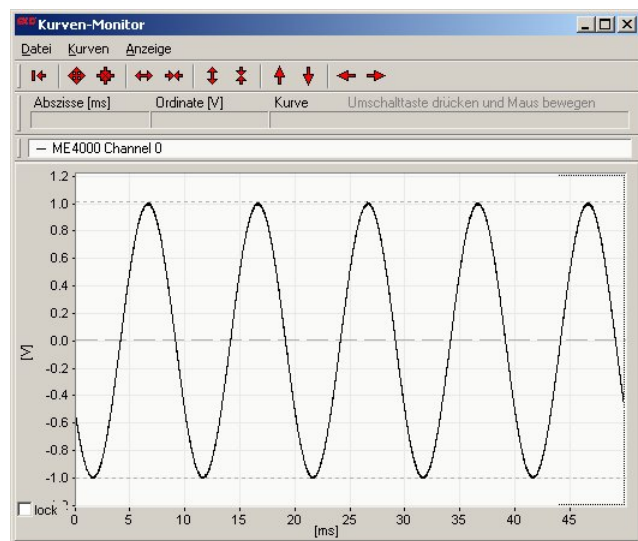 Kurven-Monitor
Datei Kurven Anzeige
Abszisse [ms] Ordinate [V] Kurve Umschalttaste drücken und Maus bewegen
ME4000 Channel 0
1.2
1.0
0.8
0.6
0.4
0.2
0.0
-0.2
-0.4
-0.6
-0.8
-1.0
[V]
lock
0 5 10 15 20 25 30 35 40 45
[ms]